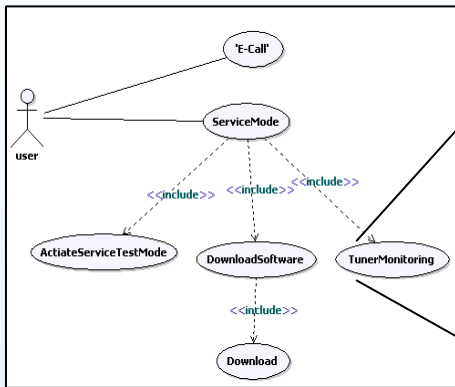 'E-Call'
user
ServiceMode
<<include>>
<<include>>
<<include>>
ActiateServiceTestMode
DownloadSoftware
TunerMonitoring
<<include>>
Download